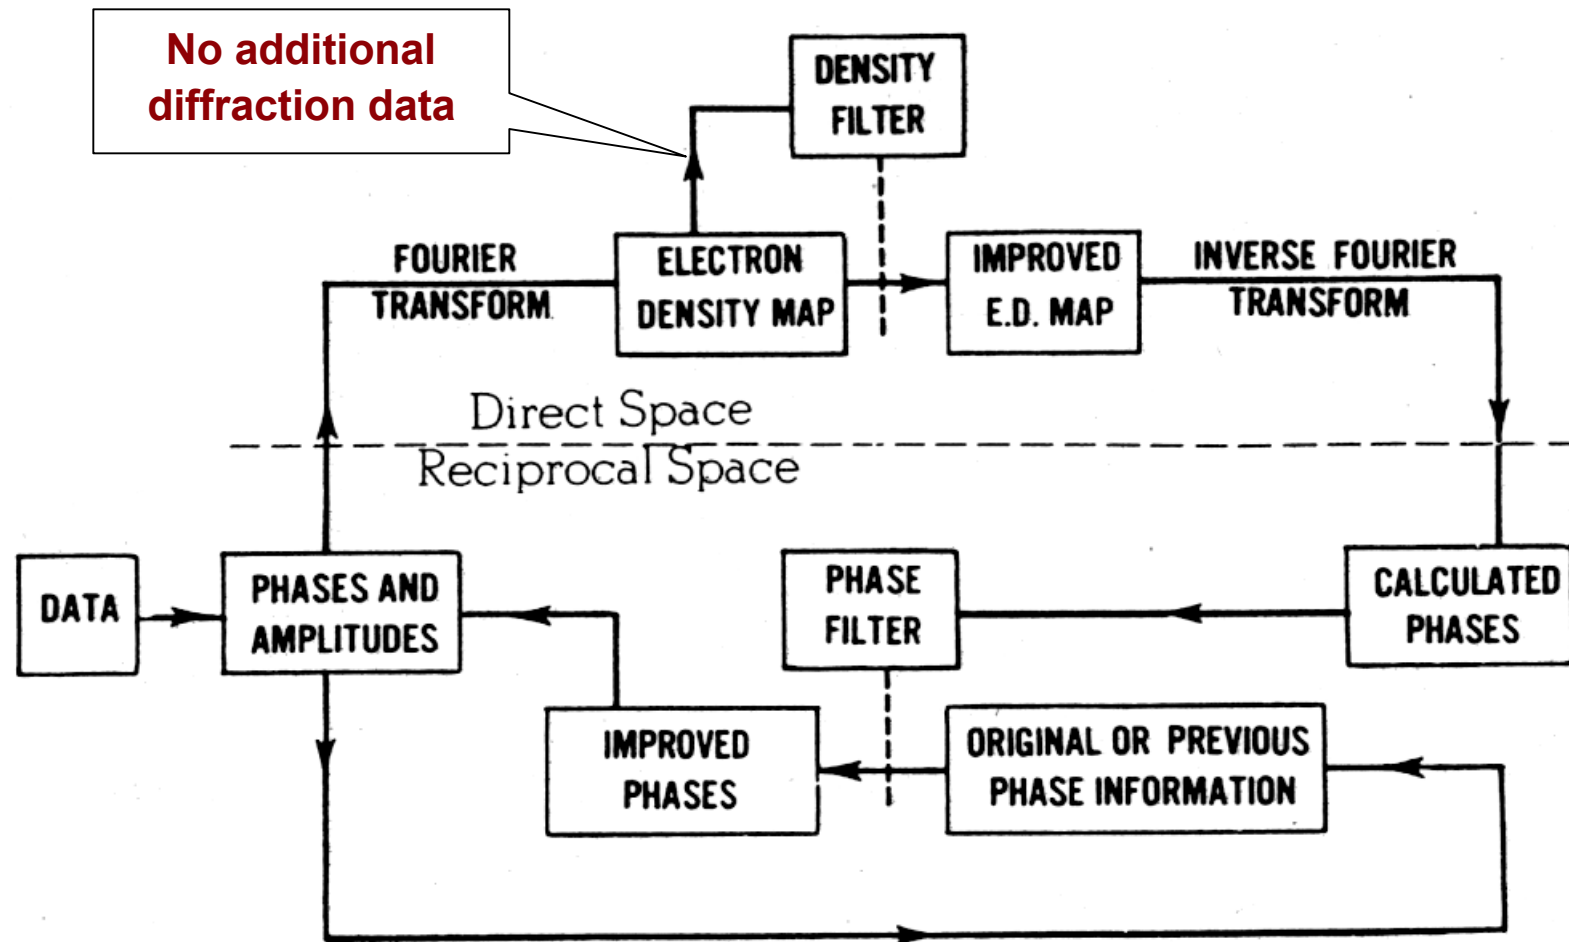 No additional
diffraction data
DENSITY
FILTER
FOURIER
TRANSFORM
ELECTRON
DENSITY MAP
IMPROVED
E.D. MAP
INVERSE FOURIER
TRANSFORM
Direct Space
Reciprocal Space
DATA
PHASES AND
AMPLITUDES
PHASE
FILTER
CALCULATED
PHASES
IMPROVED
PHASES
ORIGINAL OR PREVIOUS
PHASE INFORMATION